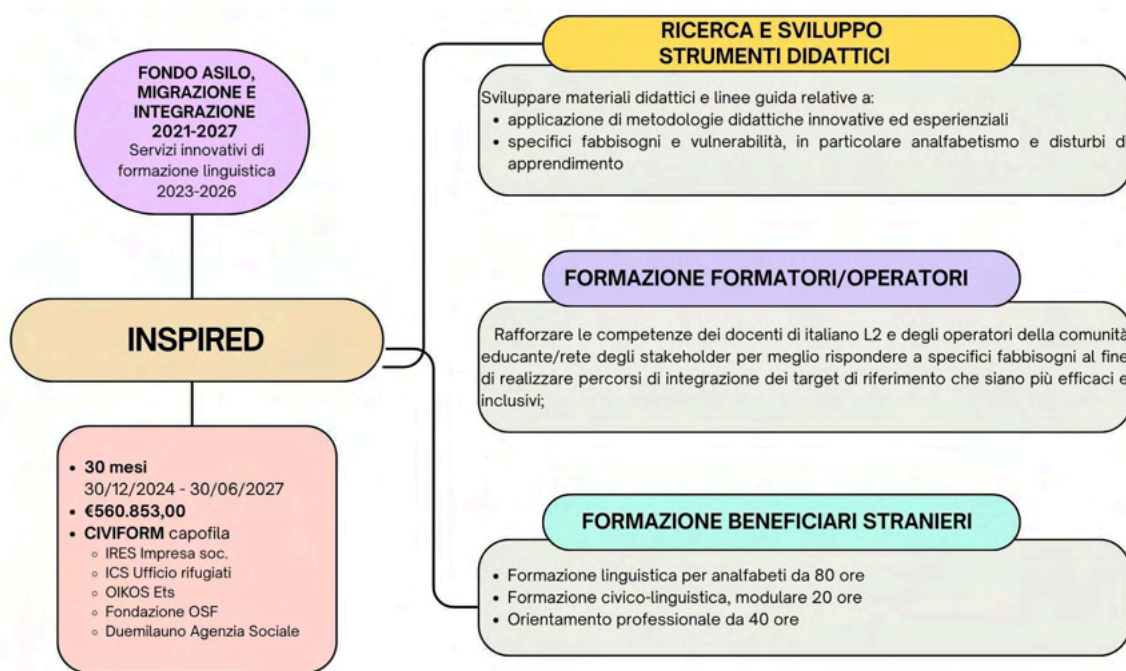 FONDO ASILO,
MIGRAZIONE E
INTEGRAZIONE
2021-2027
Servizi innovativi di
formazione linguistica
2023-2026
INSPIRED
• 30 mesi
30/12/2024 - 30/06/2027
• €560.853,00
• CIVIFORM capofila
◦ IRES Impresa soc.
◦ ICS Ufficio rifugiati
◦ OIKOS Ets
◦ Fondazione OSF
◦ Duemilauno Agenzia Sociale
RICERCA E SVILUPPO
STRUMENTI DIDATTICI
Sviluppare materiali didattici e linee guida relative a:
• applicazione di metodologie didattiche innovative ed esperienziali
• specifici fabbisogni e vulnerabilità, in particolare analfabetismo e disturbi d
apprendimento
FORMAZIONE FORMATORI/OPERATORI
Rafforzare le competenze dei docenti di italiano L2 e degli operatori della comunità
educante/rete degli stakeholder per meglio rispondere a specifici fabbisogni al fine
di realizzare percorsi di integrazione dei target di riferimento che siano più efficaci e
inclusivi;
FORMAZIONE BENEFICIARI STRANIERI
• Formazione linguistica per analfabeti da 80 ore
• Formazione civico-linguistica, modulare 20 ore
• Orientamento professionale da 40 ore